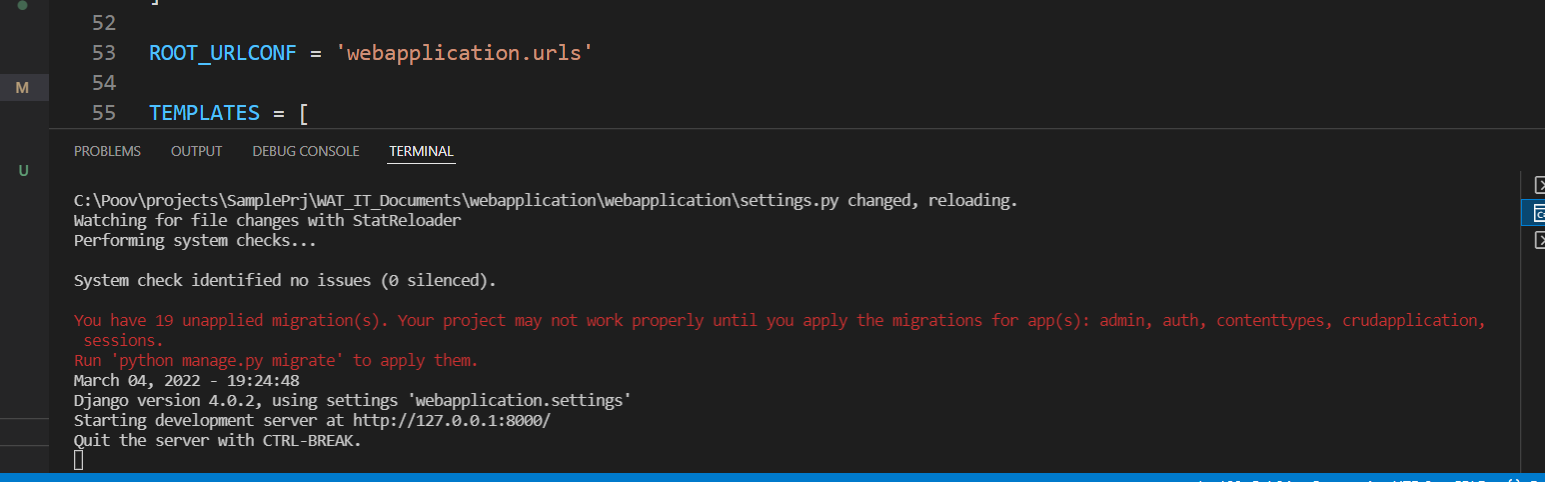 ]
52
53 ROOT_URLCONF = 'webapplication.urls'
54
55 TEMPLATES = [
M
U
PROBLEMS OUTPUT DEBUG CONSOLE TERMINAL
C:\Poov\projects\SamplePrj\WAT_IT_Documents\webapplication\webapplication\settings.py changed, reloading.
Watching for file changes with StatReloader
Performing system checks...
System check identified no issues (0 silenced).
You have 19 unapplied migration(s). Your project may not work properly until you apply the migrations for app(s): admin, auth, contenttypes, crudapplication,
sessions.
Run 'python manage.py migrate' to apply them.
March 04, 2022 - 19:24:48
Django version 4.0.2, using settings 'webapplication.settings'
Starting development server at http://127.0.0.1:8000/
Quit the server with CTRL-BREAK.